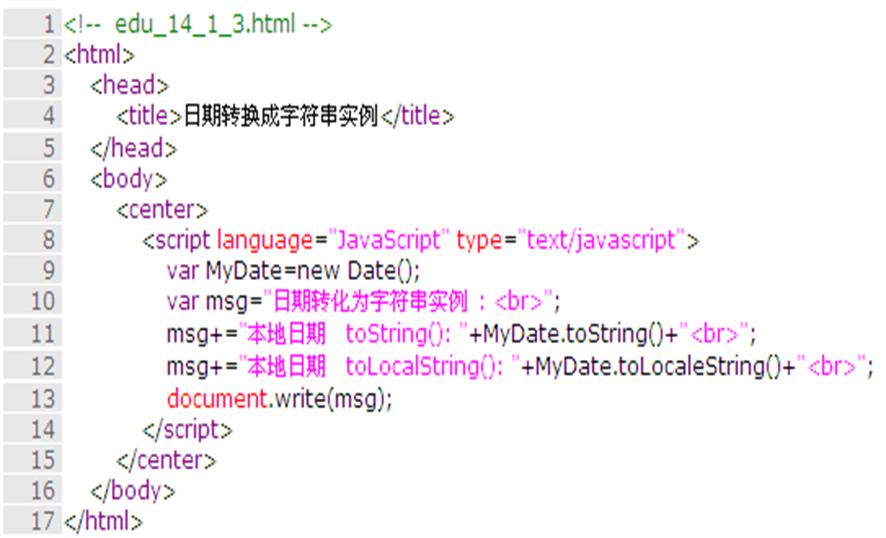 1 <!-- edu_14_1_3.html -->
2 <html>
3 <head>
4 <title>日期转换成字符串实例</title>
5 </head>
6 <body>
7 <center>
8 <script language="JavaScript" type="text/javascript">
9 var MyDate=new Date();
10 var msg="日期转化为字符串实例 : <br>";
11 msg+="本地日期 toString(): "+MyDate.toString()+"<br>";
12 msg+="本地日期 toLocalString(): "+MyDate.toLocaleString()+"<br>";
13 document.write(msg);
14 </script>
15 </center>
16 </body>
17 </html>